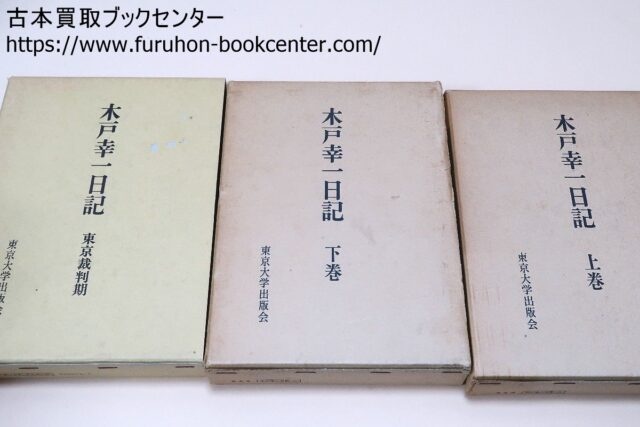 古本買取ブックセンター
https://www.furuhon-bookcenter.com/
木戸幸一日記 上巻
東京大学出版会
木戸幸一日記 下巻
東京大学出版会
木戸幸一日記 東京裁判期
東京大学出版会